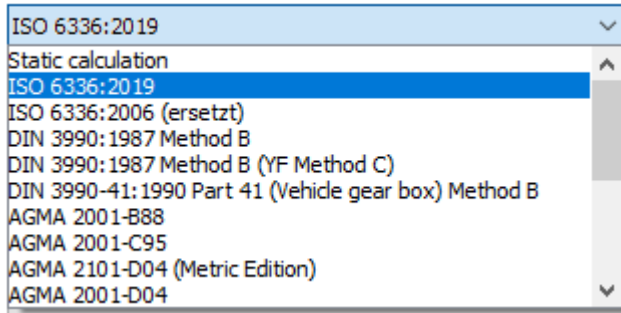 ISO 6336:2019
Static calculation
ISO 6336:2019
ISO 6336:2006 (ersetzt)
DIN 3990:1987 Method B
DIN 3990:1987 Method B (YF Method C)
DIN 3990-41:1990 Part 41 (Vehicle gear box) Method B
AGMA 2001-B88
AGMA 2001-C95
AGMA 2101-D04 (Metric Edition)
AGMA 2001-D04